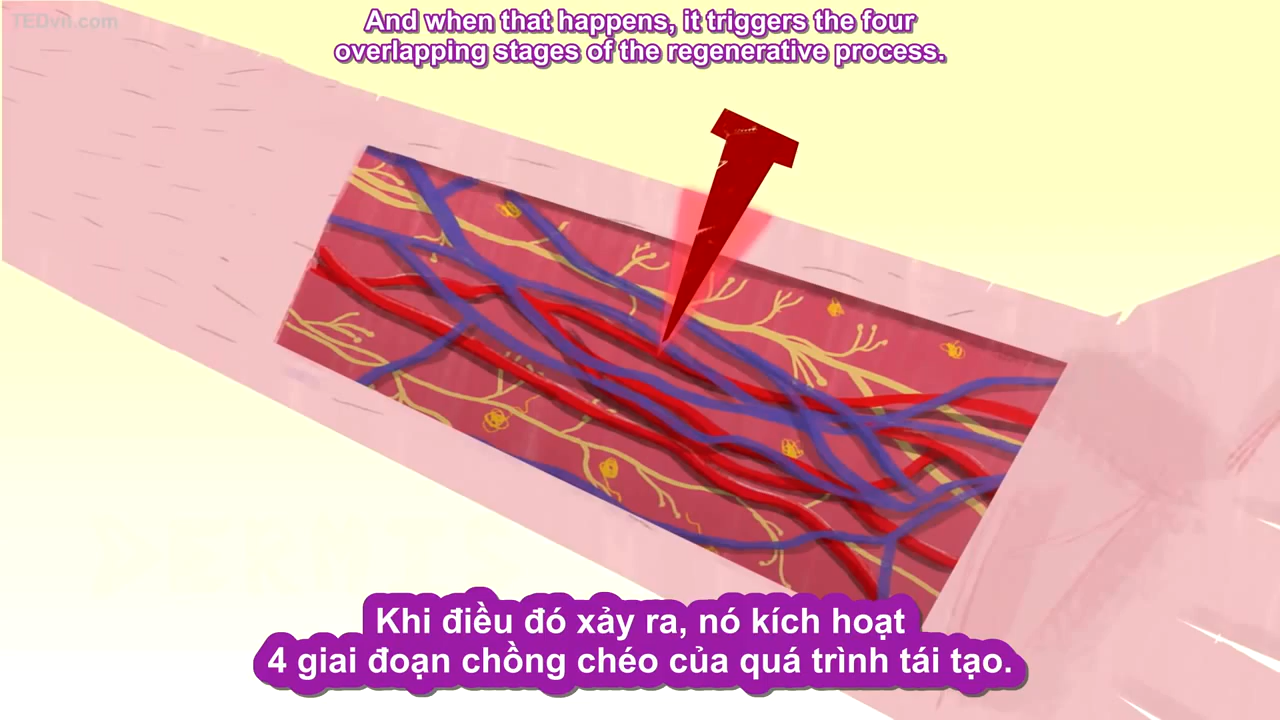 TEDvn.com
And when that happens, it triggers the four
overlapping stages of the regenerative process.
Khi điều đó xảy ra, nó kích hoạt
4 giai đoạn chồng chéo của quá trình tái tạo.